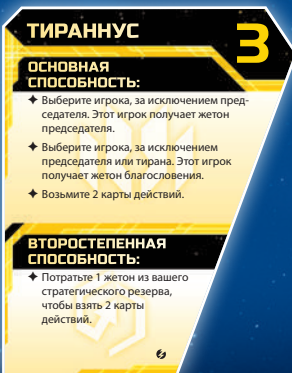 ТИРАННУС
3
ОСНОВНАЯ
СПОСОБНОСТЬ:
✦ Выберите игрока, за исключением пред-
седателя. Этот игрок получает жетон
председателя.
✦ Выберите игрока, за исключением
председателя или тирана. Этот игрок
получает жетон благословения.
✦ Возьмите 2 карты действий.
ВТОРОСТЕПЕННАЯ
СПОСОБНОСТЬ:
✦ Потратьте 1 жетон из вашего
стратегического резерва,
чтобы взять 2 карты
действий.